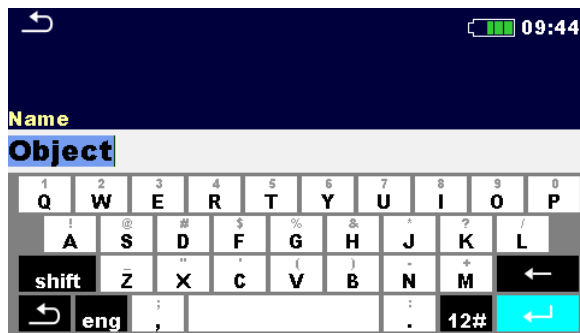 09:44
Name
Object
1 2 3 4 5 6 7 8 9 0
Q W E R T Y U I O P
! @ # $ % & * ? /
A S D F G H J K L
_ " ' ( ) - +
shift Z X C V B N M ←
; :
eng , . 12#